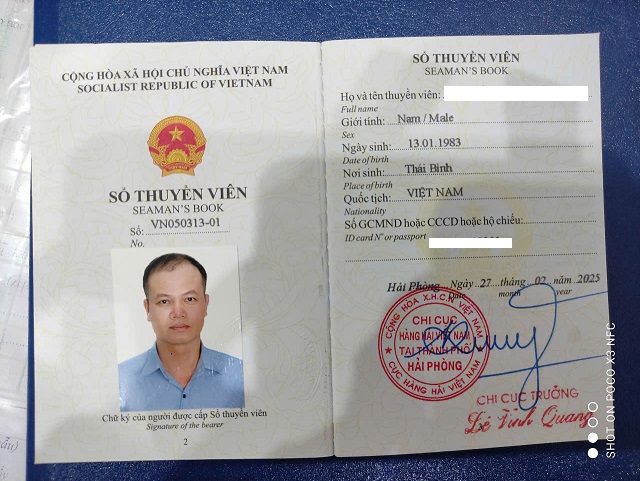 CỘNG HÒA XÃ HỘI CHỦ NGHĨA VIỆT NAM
SOCIALIST REPUBLIC OF VIETNAM
SỔ THUYỀN VIÊN
SEAMAN'S BOOK
Số: VN050313-01
No.
Chữ ký của người được cấp Sổ thuyền viên
Signature of the bearer
2
SỔ THUYỀN VIÊN
SEAMAN'S BOOK
Họ và tên thuyền viên:
Full name
Giới tính: Nam / Male
Sex
Ngày sinh: 13.01.1983
Date of birth
Nơi sinh: Thái Bình
Place of birth
Quốc tịch: VIỆT NAM
Nationality
Số GCMND hoặc CCCD hoặc hộ chiếu:
ID card Nº or passport
Hải Phòng Ngày 27 tháng 02 năm 2025
month year
CỘNG HÒA X.H.C.N VIỆT NAM
CHI CỤC
HÀNG HẢI VIỆT NAM
TẠI THÀNH PHỐ
HẢI PHÒNG
CỤC HÀNG HẢI VIỆT NAM
CHI CỤC TRƯỞNG
Lê Vinh Quang
SHOT ON POCO X3 NFC